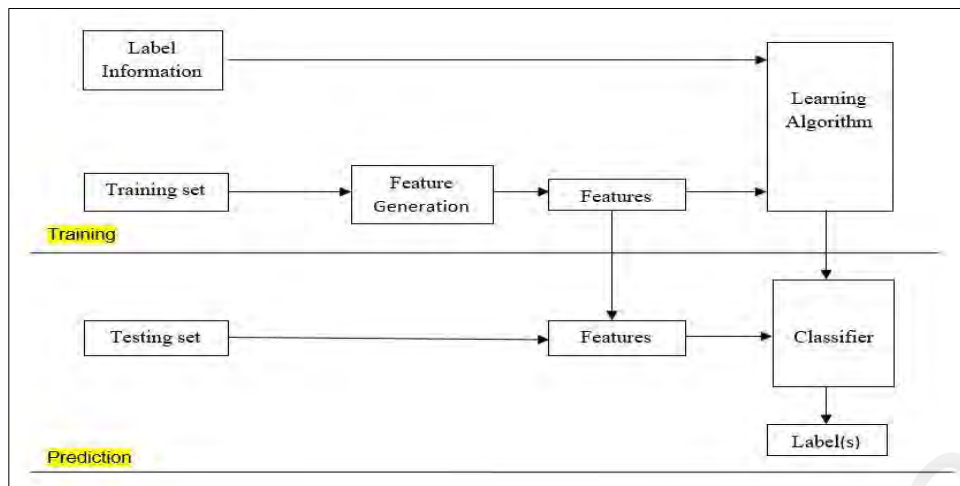 Label
Information
Learning
Algorithm
Training set
Feature
Generation
Features
Training
Testing set
Features
Classifier
Label(s)
Prediction